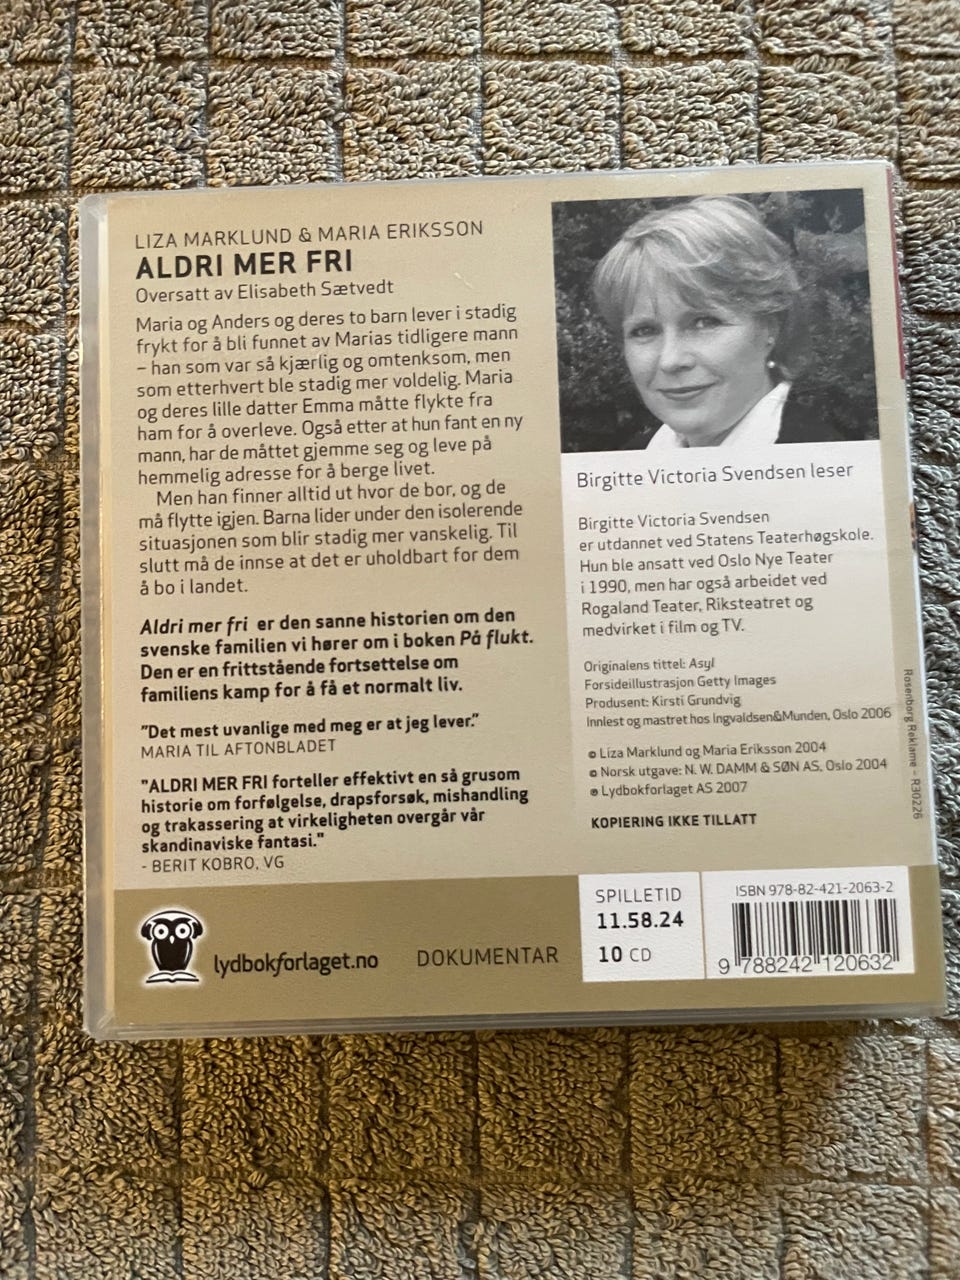 LIZA MARKLUND & MARIA ERIKSSON
ALDRI MER FRI
Oversatt av Elisabeth Sætvedt
Maria og Anders og deres to barn lever i stadig
frykt for å bli funnet av Marias tidligere mann
– han som var så kjærlig og omtenksom, men
som etterhvert ble stadig mer voldelig. Maria
og deres lille datter Emma måtte flykte fra
ham for å overleve. Også etter at hun fant en ny
mann, har de måttet gjemme seg og leve på
hemmelig adresse for å berge livet.
Men han finner alltid ut hvor de bor, og de
må flytte igjen. Barna lider under den isolerende
situasjonen som blir stadig mer vanskelig. Til
slutt må de innse at det er uholdbart for dem
å bo i landet.
Aldri mer fri er den sanne historien om den
svenske familien vi hører om i boken På flukt.
Den er en frittstående fortsettelse om
familiens kamp for å få et normalt liv.
"Det mest uvanlige med meg er at jeg lever."
MARIA TIL AFTONBLADET
"ALDRI MER FRI forteller effektivt en så grusom
historie om forfølgelse, drapsforsøk, mishandling
og trakassering at virkeligheten overgår vår
skandinaviske fantasi."
- BERIT KOBRO, VG
Birgitte Victoria Svendsen leser
Birgitte Victoria Svendsen
er utdannet ved Statens Teaterhøgskole.
Hun ble ansatt ved Oslo Nye Teater
i 1990, men har også arbeidet ved
Rogaland Teater, Riksteatret og
medvirket i film og TV.
Originalens tittel: Asyl
Forsideillustrasjon Getty Images
Produsent: Kirsti Grundvig
Innlest og mastret hos Ingvaldsen&Munden, Oslo 2006
© Liza Marklund og Maria Eriksson 2004
© Norsk utgave: N. W. DAMM & SØN AS, Oslo 2004
℗ Lydbokforlaget AS 2007
KOPIERING IKKE TILLATT
Rosenborg Reklame – R30226
lydbokforlaget.no
DOKUMENTAR
SPILLETID
11.58.24
10 CD
ISBN 978-82-421-2063-2
9 788242 120632